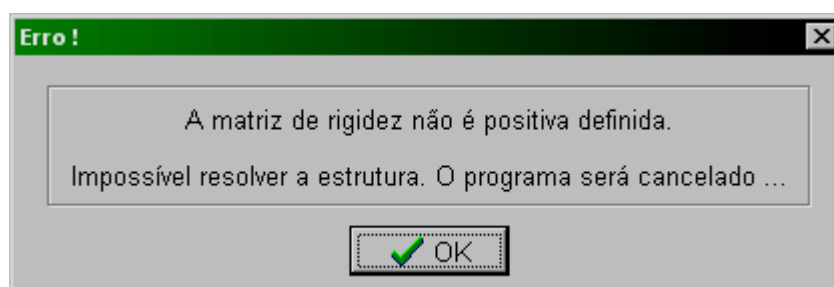 Erro !
A matriz de rigidez não é positiva definida.
Impossível resolver a estrutura. O programa será cancelado ...
OK